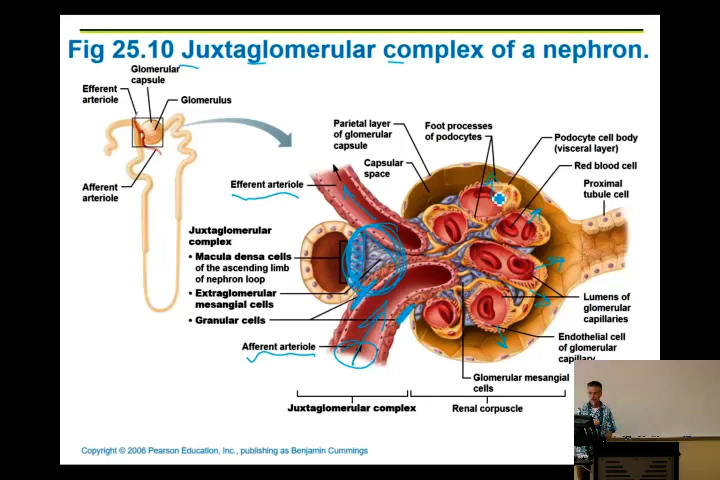 Fig 25.10 Juxtaglomerular complex of a nephron.
Glomerular
capsule
Efferent
arteriole
Glomerulus
Afferent
arteriole
Parietal layer
of glomerular
capsule
Foot processes
of podocytes
Podocyte cell body
(visceral layer)
Capsular
space
Red blood cell
Efferent arteriole
Proximal
tubule cell
Juxtaglomerular
complex
• Macula densa cells
of the ascending limb
of nephron loop
• Extraglomerular
mesangial cells
• Granular cells
Afferent arteriole
Lumens of
glomerular
capillaries
Endothelial cell
of glomerular
capillary
Glomerular mesangial
cells
Juxtaglomerular complex
Renal corpuscle
Copyright © 2006 Pearson Education, Inc., publishing as Benjamin Cummings